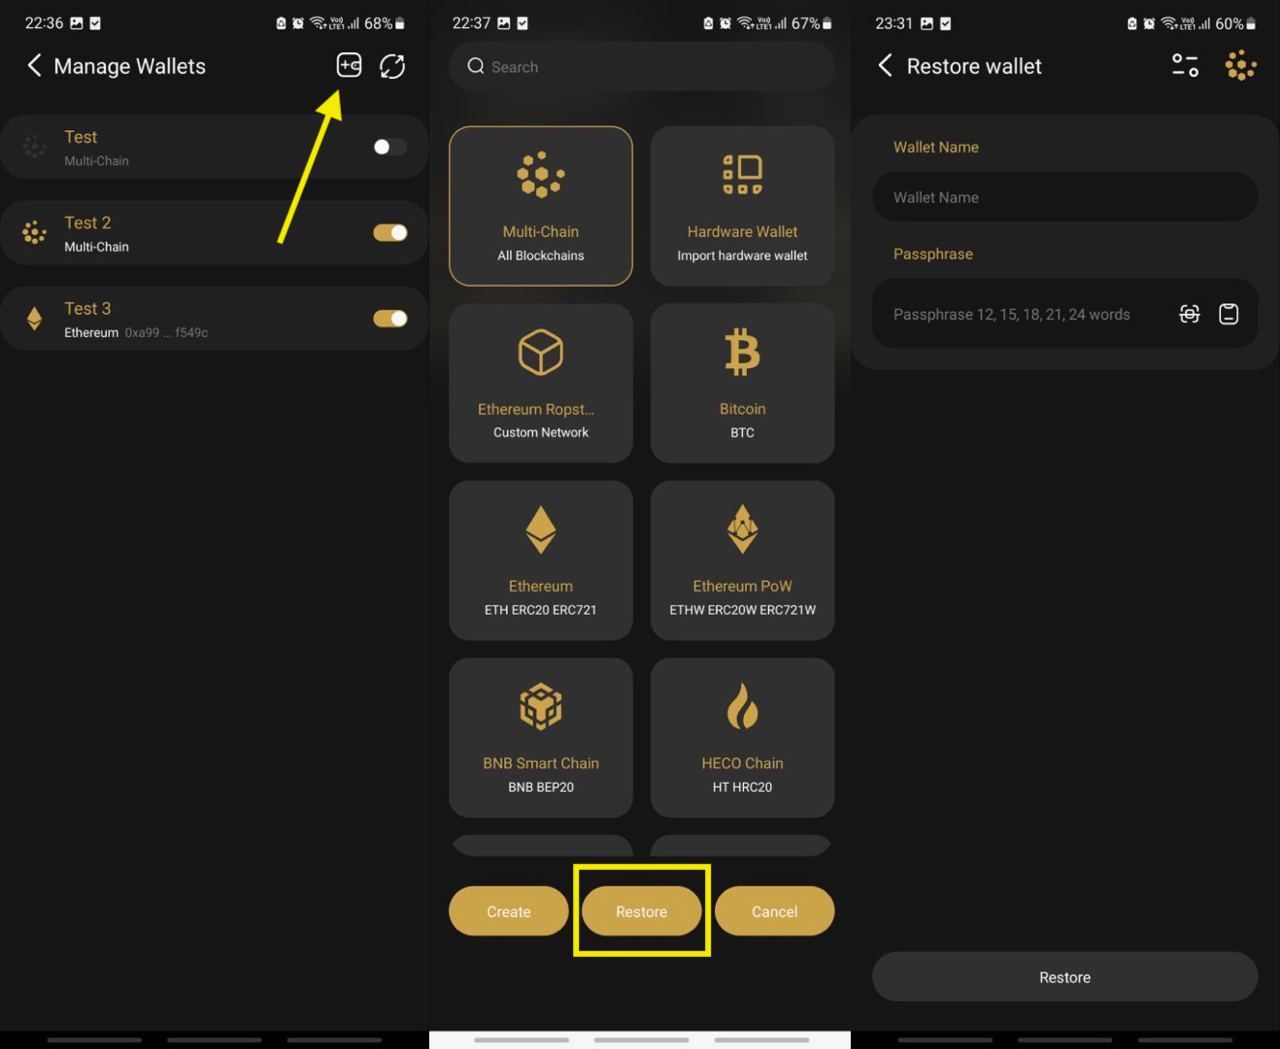 22:36
68%
Manage Wallets
Test
Multi-Chain
Test 2
Multi-Chain
Test 3
Ethereum 0xa99 ... f549c
22:37
67%
Search
Multi-Chain
All Blockchains
Hardware Wallet
Import hardware wallet
Ethereum Ropst...
Custom Network
Bitcoin
BTC
Ethereum
ETH ERC20 ERC721
Ethereum PoW
ETHW ERC20W ERC721W
BNB Smart Chain
BNB BEP20
HECO Chain
HT HRC20
Create
Restore
Cancel
23:31
60%
Restore wallet
Wallet Name
Wallet Name
Passphrase
Passphrase 12, 15, 18, 21, 24 words
Restore